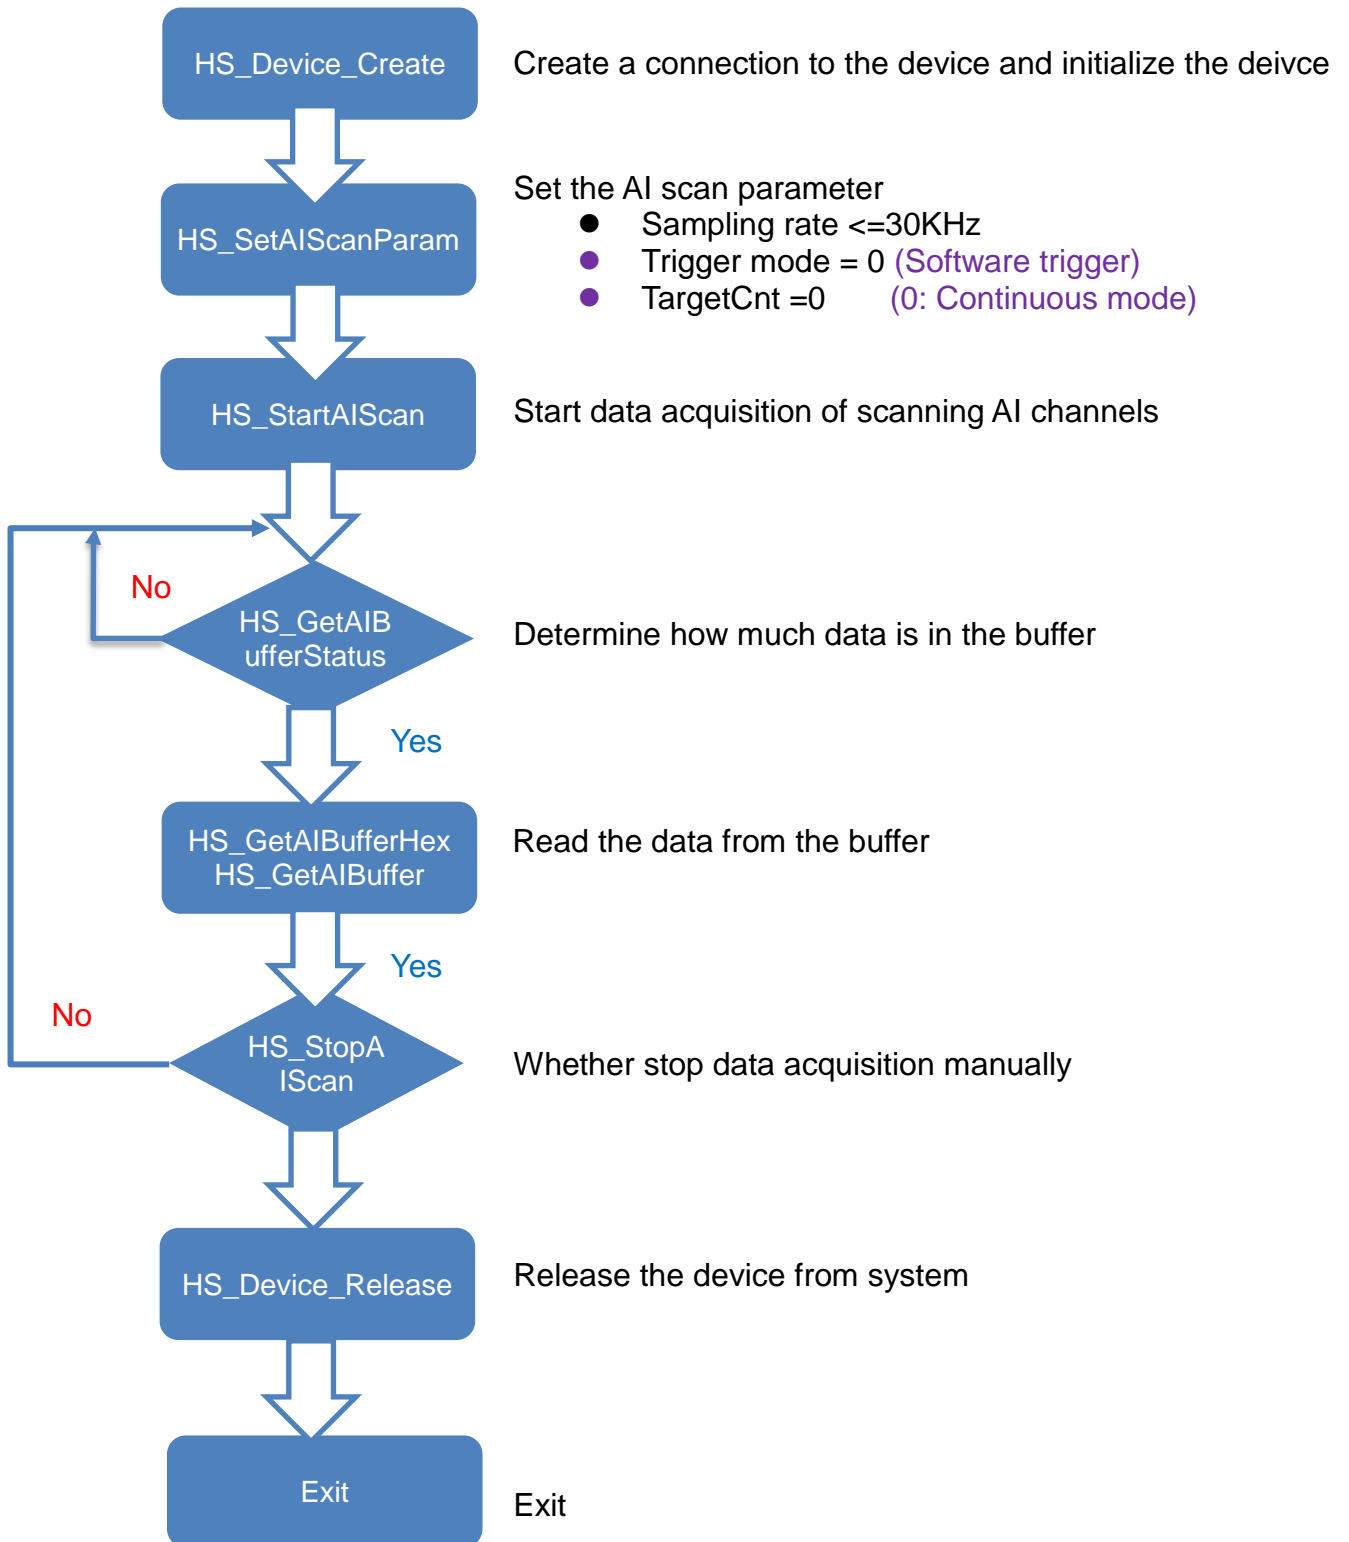 HS_Device_Create
Create a connection to the device and initialize the deivce
Set the AI scan parameter
HS_SetAIScanParam
● Sampling rate <=30KHz
● Trigger mode = 0 (Software trigger)
● TargetCnt =0 (0: Continuous mode)
HS_StartAIScan
Start data acquisition of scanning AI channels
No
HS_GetAIB
ufferStatus
Determine how much data is in the buffer
Yes
HS_GetAIBufferHex
HS_GetAIBuffer
Read the data from the buffer
Yes
No
HS_StopA
IScan
Whether stop data acquisition manually
HS_Device_Release
Release the device from system
Exit
Exit